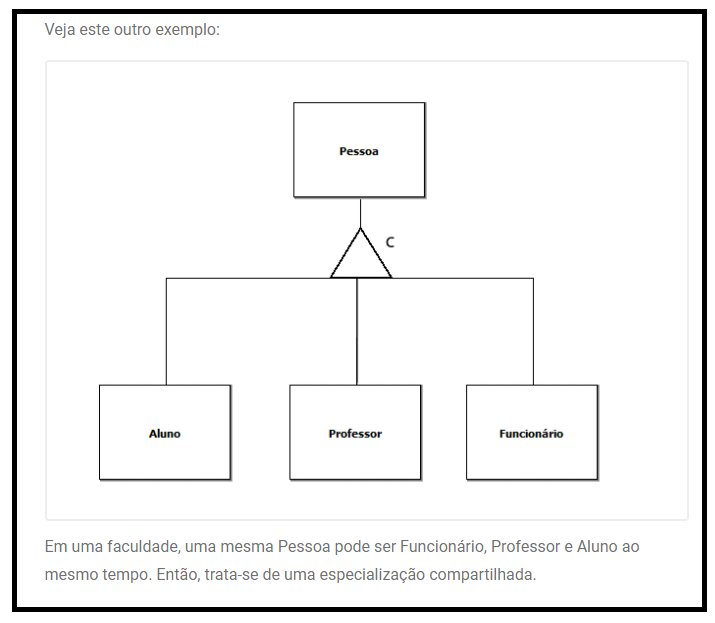 Veja este outro exemplo:
Pessoa
C
Aluno
Professor
Funcionário
Em uma faculdade, uma mesma Pessoa pode ser Funcionário, Professor e Aluno ao
mesmo tempo. Então, trata-se de uma especialização compartilhada.